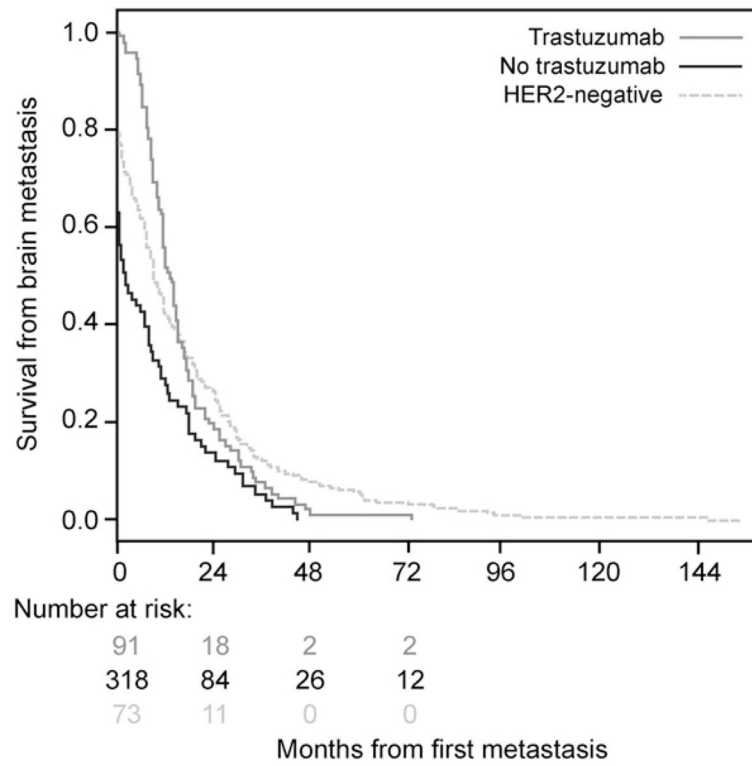 Survival from brain metastasis
1.0
0.8
0.6
0.4
0.2
0.0
Trastuzumab
No trastuzumab
HER2-negative
0 24 48 72 96 120 144
Number at risk:
91 18 2 2
318 84 26 12
73 11 0 0
Months from first metastasis